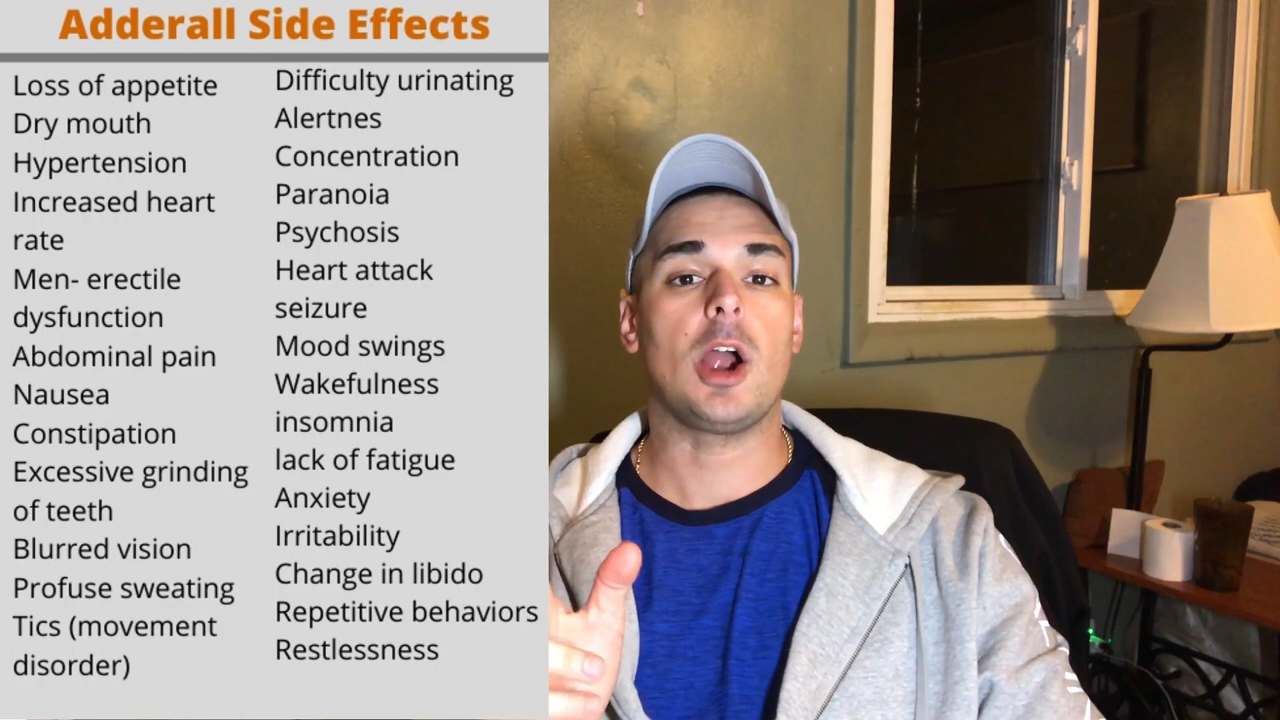 Adderall Side Effects
Loss of appetite
Dry mouth
Hypertension
Increased heart
rate
Men- erectile
dysfunction
Abdominal pain
Nausea
Constipation
Excessive grinding
of teeth
Blurred vision
Profuse sweating
Tics (movement
disorder)
Difficulty urinating
Alertnes
Concentration
Paranoia
Psychosis
Heart attack
seizure
Mood swings
Wakefulness
insomnia
lack of fatigue
Anxiety
Irritability
Change in libido
Repetitive behaviors
Restlessness